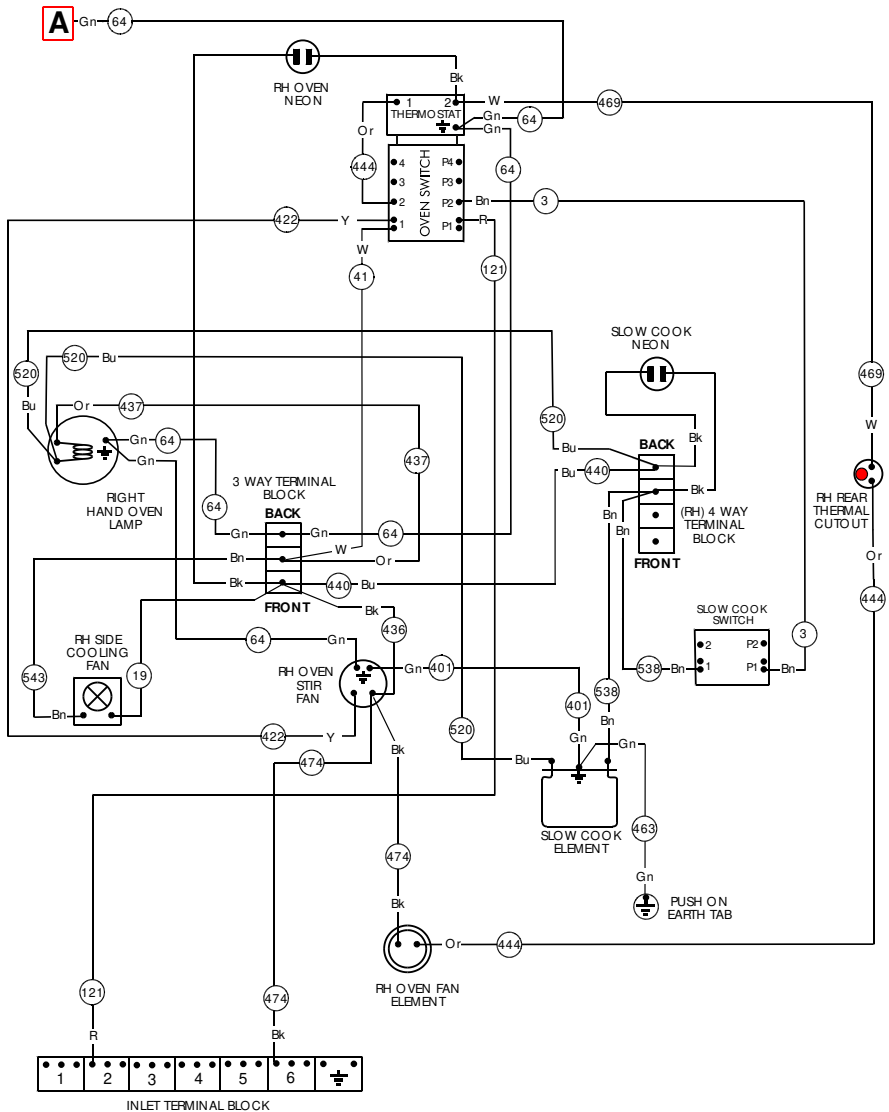 A Gn 64
RH OVEN
NEON
Bk
1 2 W 469
THERMOSTAT
Gn 64
Gn
Or
444
64
OVEN SWITCH
4 P4
3 P3
2 P2 Bn 3
422 Y 1 P1 R
W
41
121
SLOW COOK
NEON
520 Bu
520
Bu
469
Or 437
520
W
Gn 64
Gn
437
Bu
BACK
Bk
Bu 440
Bk
RIGHT
HAND OVEN
LAMP
3 WAY TERMINAL
BLOCK
BACK
64
Gn Gn 64
Bn W
Or
Bk 440 Bu
FRONT
Bn
Bn
(RH) 4 WAY
TERMINAL
BLOCK
FRONT
RH REAR
THERMAL
CUTOUT
Or
444
Bk
436
SLOW COOK
SWITCH
2 P2
1 P1
538 Bn Bn
3
64 Gn
RH SIDE
COOLING
FAN
543
19
Bn
RH OVEN
STIR
FAN
Gn 401
401
538
Bn
Gn
Gn
422 Y
474
Bk
520
Bu
SLOW COOK
ELEMENT
463
Gn
PUSH ON
EARTH TAB
474
Bk
Or 444
RH OVEN FAN
ELEMENT
121
R
474
Bk
1 2 3 4 5 6
INLET TERMINAL BLOCK